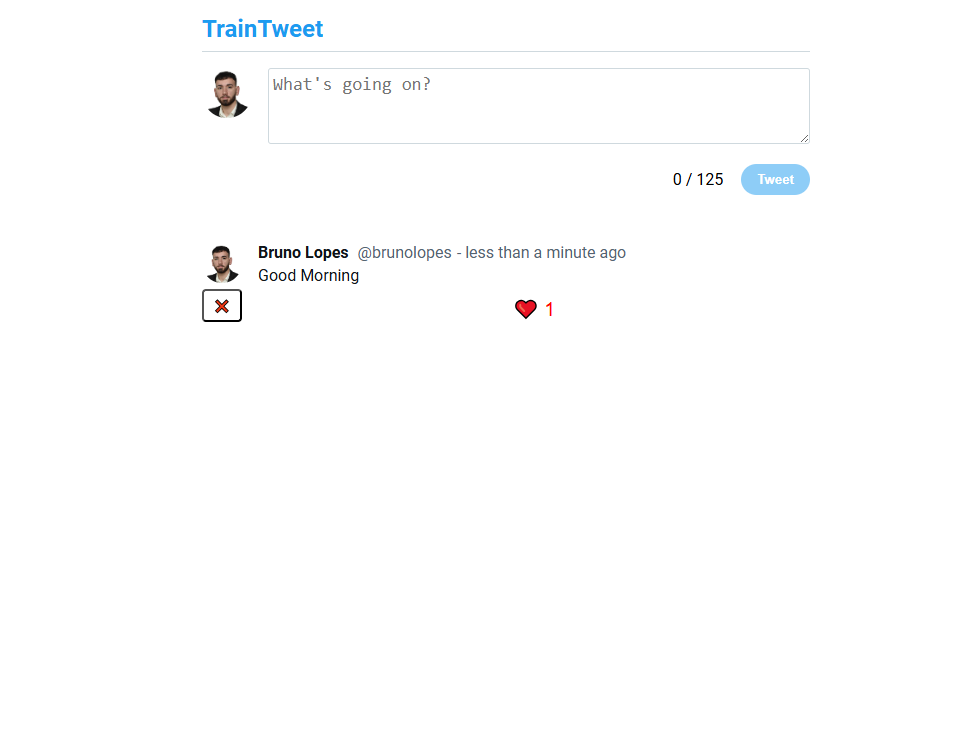 TrainTweet
What's going on?
0 / 125 Tweet
Bruno Lopes @brunolopes - less than a minute ago
Good Morning
1